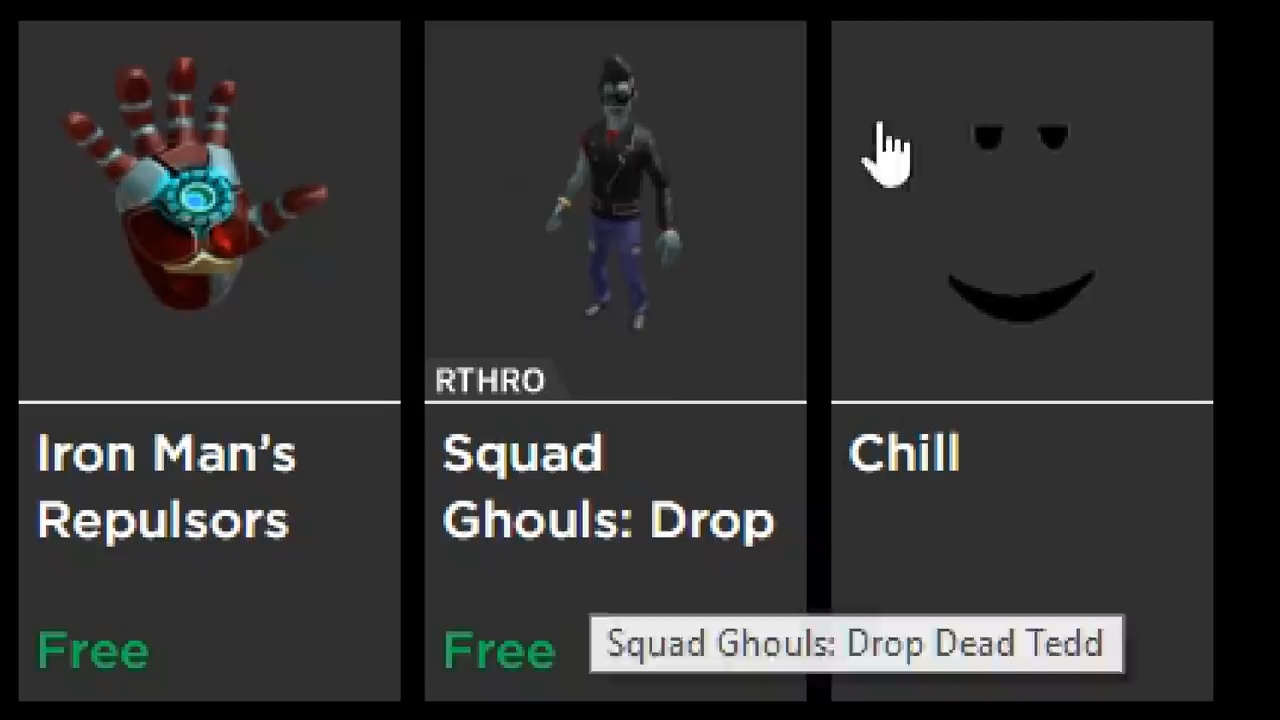 RTHRO
Iron Man's
Repulsors
Squad
Ghouls: Drop
Chill
Free
Free
Squad Ghouls: Drop Dead Tedd